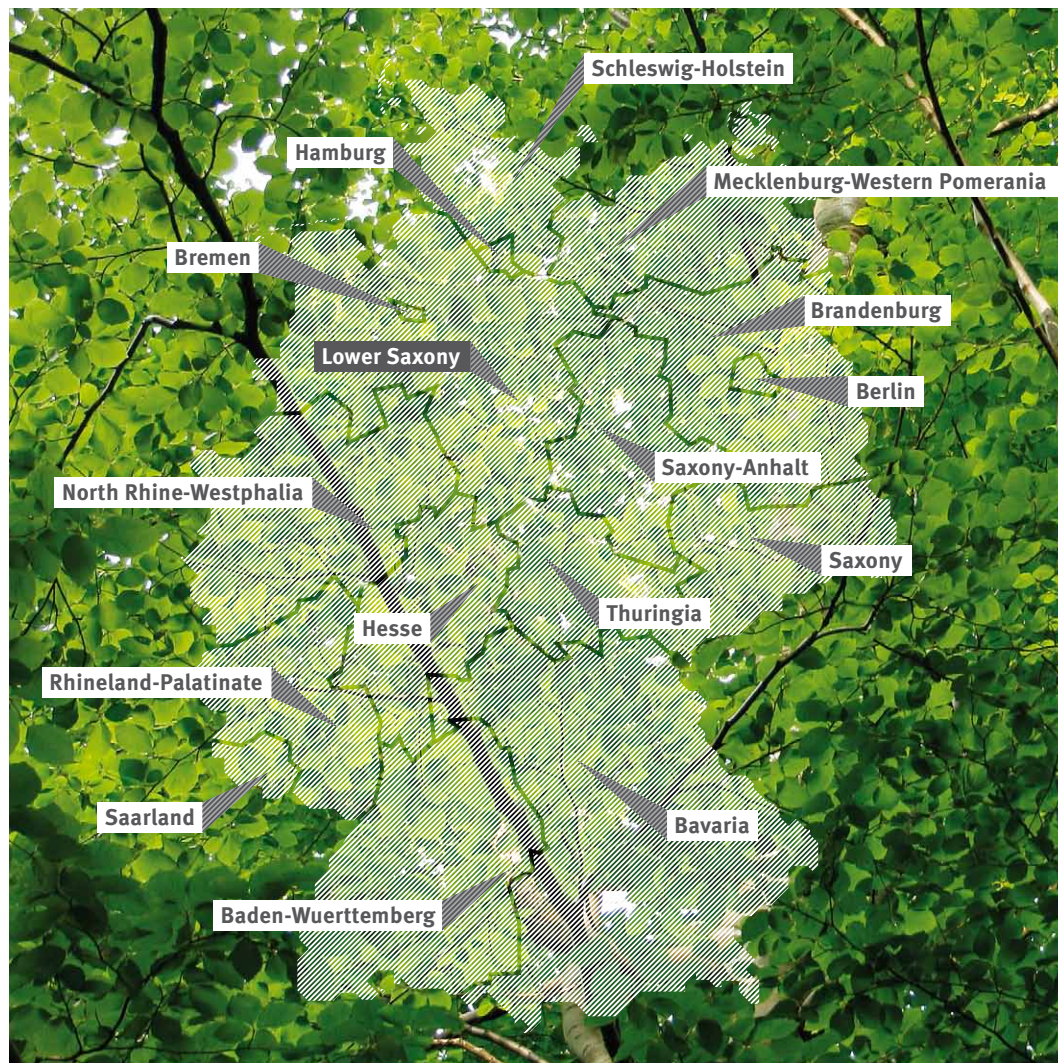 Schleswig-Holstein
Hamburg
Mecklenburg-Western Pomerania
Bremen
Brandenburg
Lower Saxony
Berlin
Saxony-Anhalt
North Rhine-Westphalia
Saxony
Thuringia
Hesse
Rhineland-Palatinate
Saarland
Bavaria
Baden-Wuerttemberg